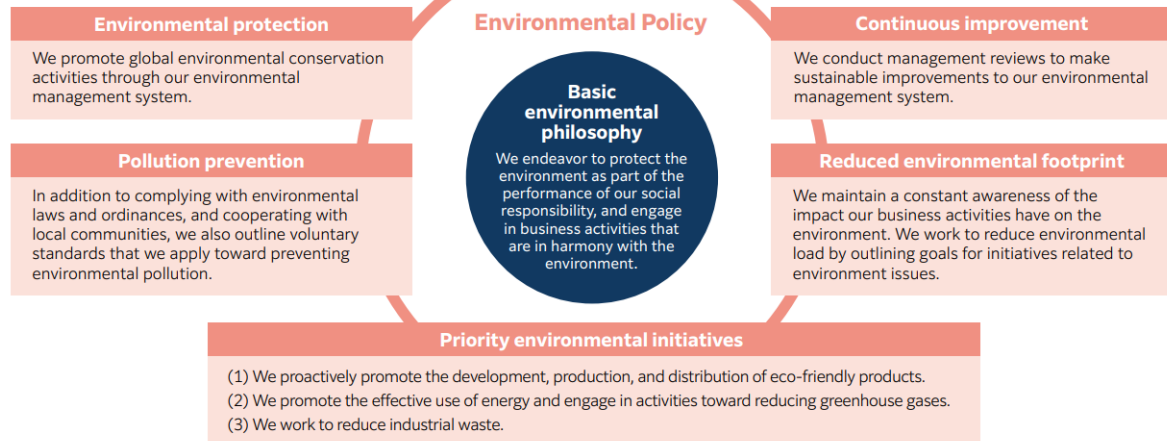 Environmental Policy
Environmental protection
We promote global environmental conservation
activities through our environmental
management system.
Continuous improvement
We conduct management reviews to make
sustainable improvements to our environmental
management system.
Basic
environmental
philosophy
We endeavor to protect the
environment as part of the
performance of our social
responsibility, and engage
in business activities that
are in harmony with the
environment.
Pollution prevention
In addition to complying with environmental
laws and ordinances, and cooperating with
local communities, we also outline voluntary
standards that we apply toward preventing
environmental pollution.
Reduced environmental footprint
We maintain a constant awareness of the
impact our business activities have on the
environment. We work to reduce environmental
load by outlining goals for initiatives related to
environment issues.
Priority environmental initiatives
(1) We proactively promote the development, production, and distribution of eco-friendly products.
(2) We promote the effective use of energy and engage in activities toward reducing greenhouse gases.
(3) We work to reduce industrial waste.